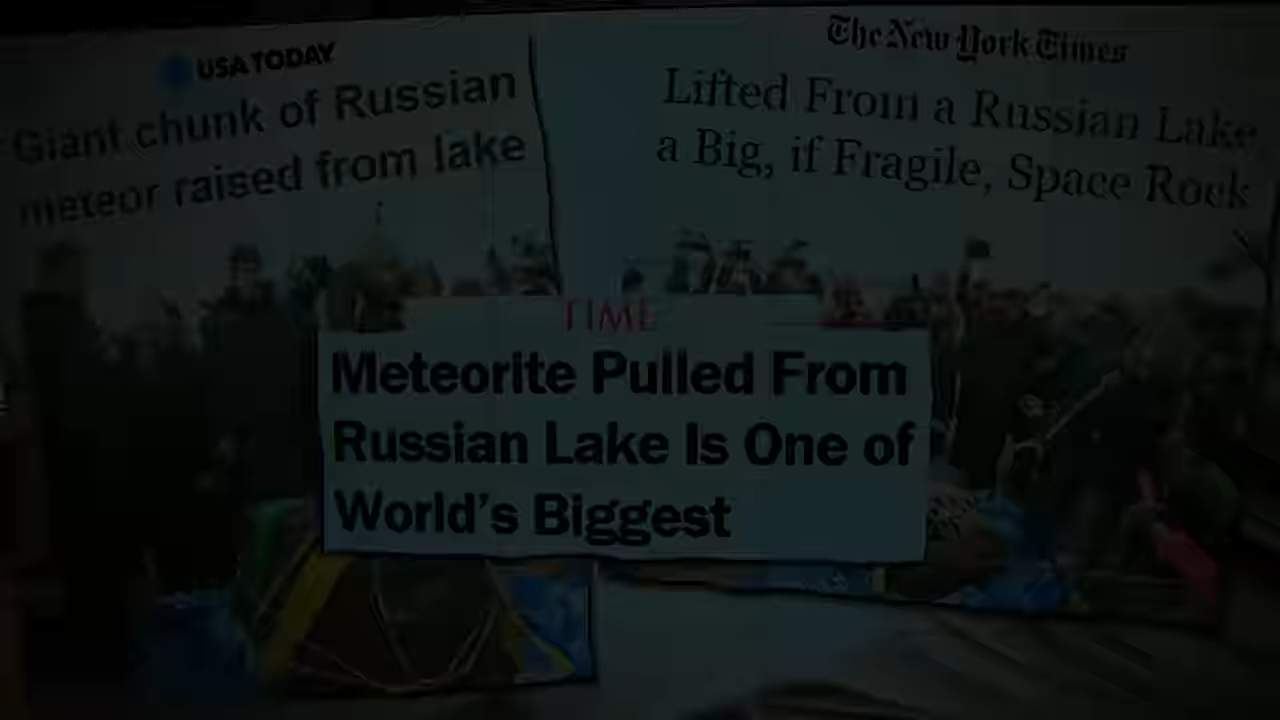 USA TODAY
Giant chunk of Russian
meteor raised from lake
The New York Times
Lifted From a Russian Lake,
a Big, if Fragile, Space Rock
TIME
Meteorite Pulled From
Russian Lake Is One of
World's Biggest